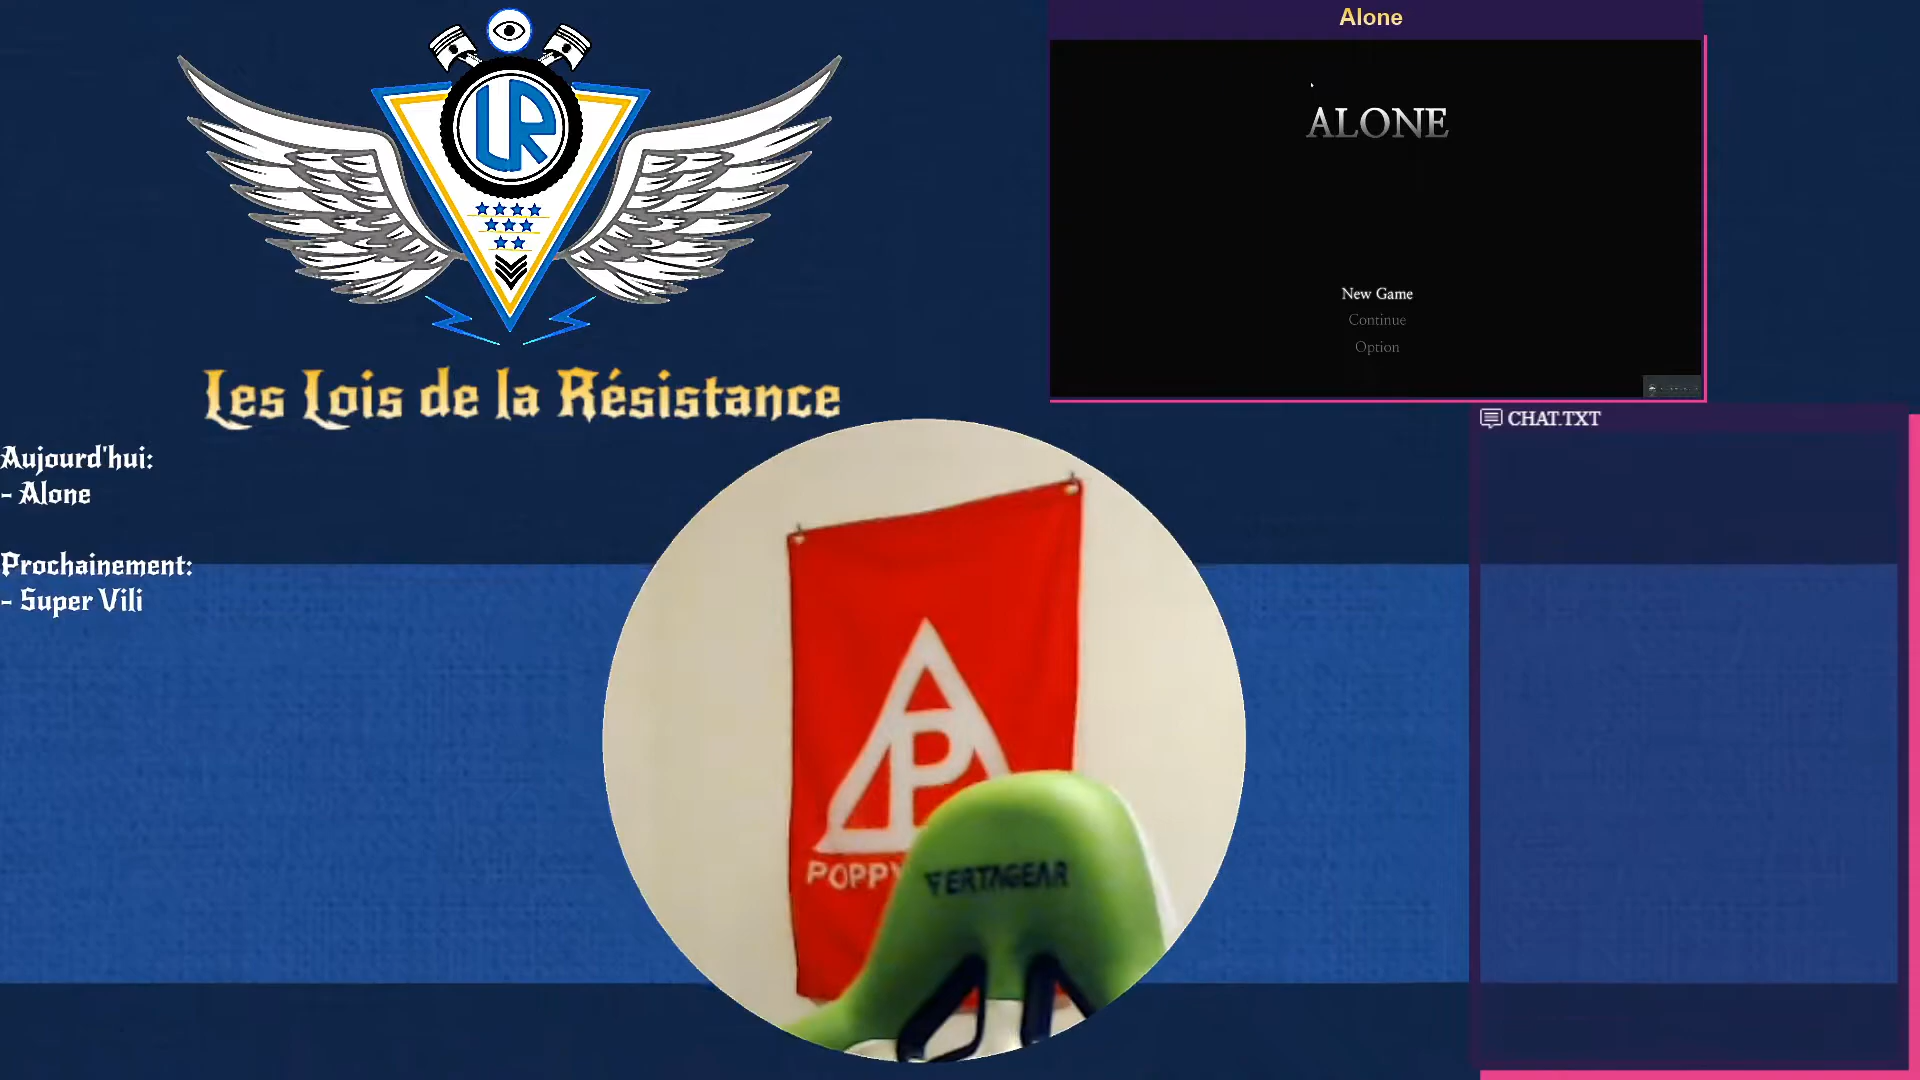 LR
Les Lois de la Résistance
Aujourd'hui:
- Alone
Prochainement:
- Super Vili
Alone
ALONE
New Game
Continue
Option
CHAT.TXT
AP
POPPY
VERTAGEAR